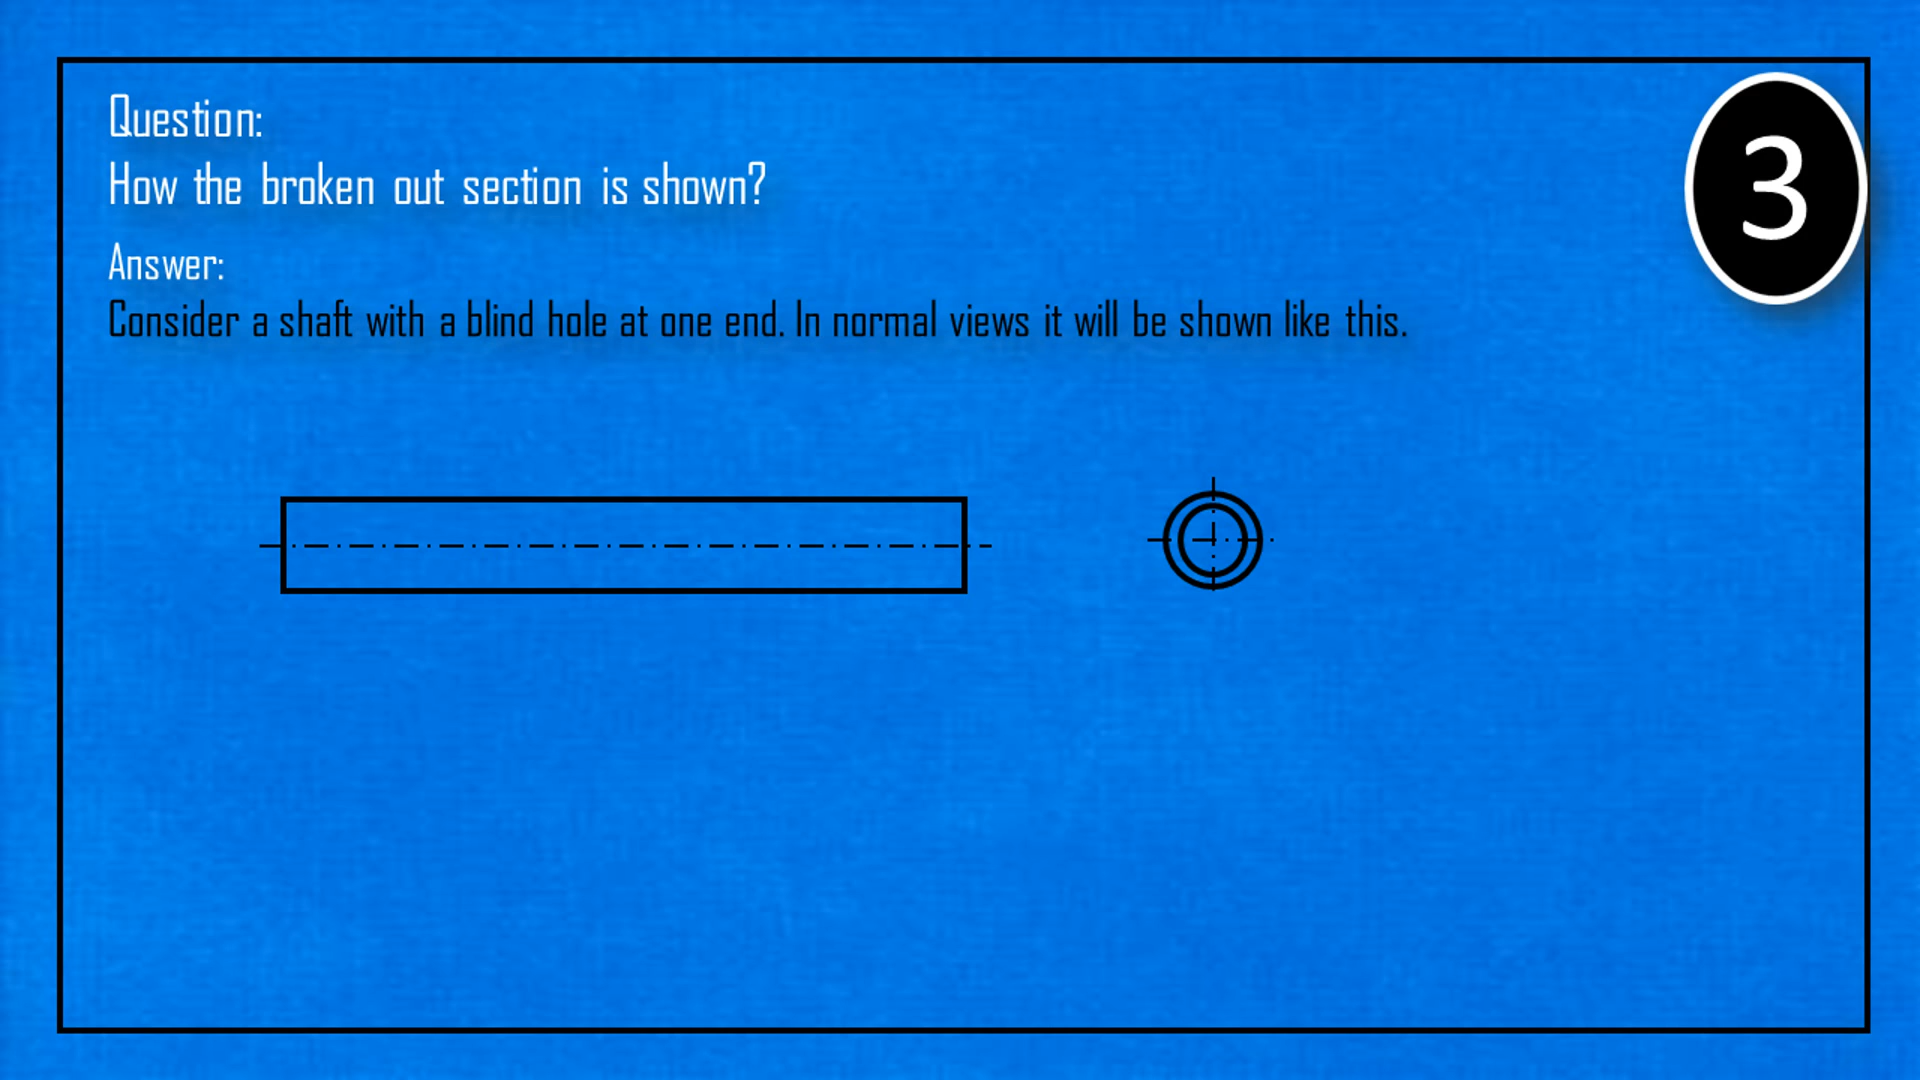 Question:
How the broken out section is shown?
3
Answer:
Consider a shaft with a blind hole at one end. In normal views it will be shown like this.